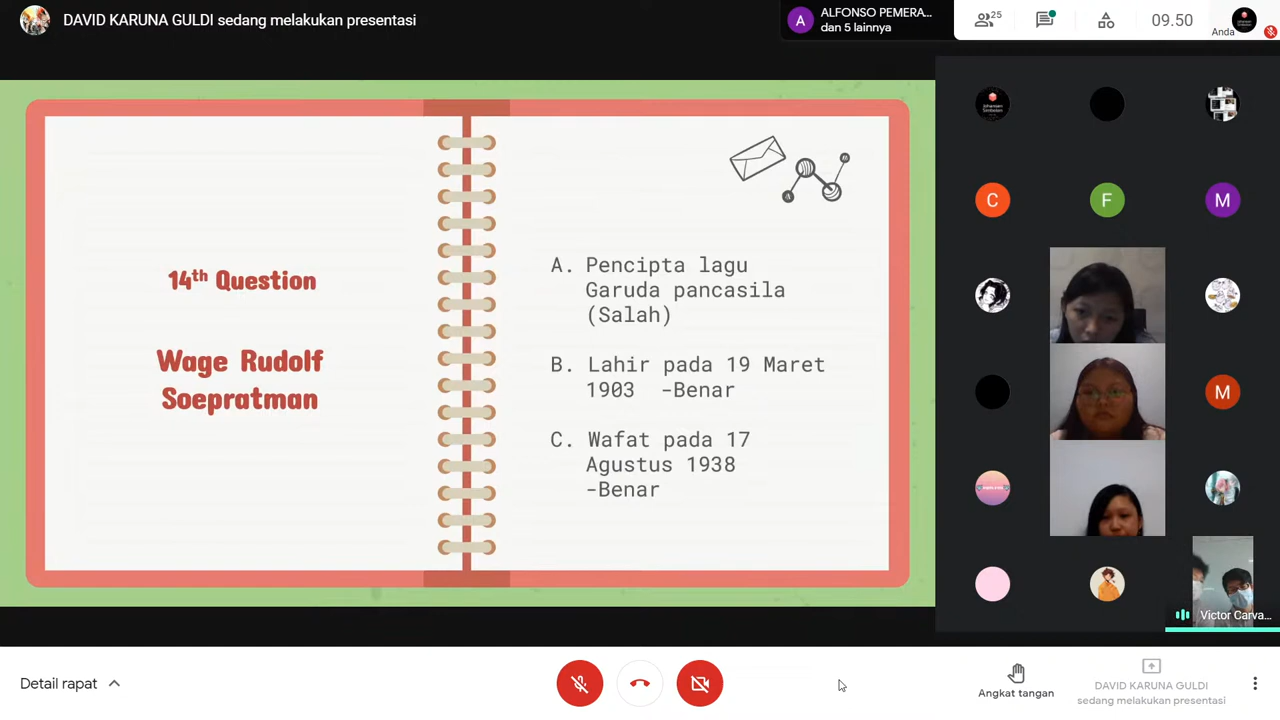 DAVID KARUNA GULDI sedang melakukan presentasi
A
ALFONSO PEMERA...
dan 5 lainnya
25
09.50
Anda
14th Question
Wage Rudolf
Soepratman
A. Pencipta lagu
Garuda pancasila
(Salah)
B. Lahir pada 19 Maret
1903 -Benar
C. Wafat pada 17
Agustus 1938
-Benar
C
F
M
M
Victor Carva...
Detail rapat
Angkat tangan
DAVID KARUNA GULDI
sedang melakukan presentasi